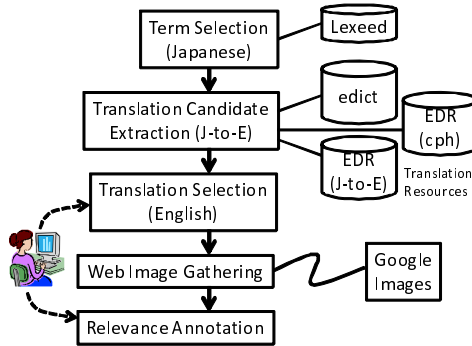 Term Selection
(Japanese)
Lexeed
Translation Candidate
Extraction (J-to-E)
edict
EDR
(cph)
EDR
(J-to-E)
Translation
Resources
Translation Selection
(English)
Web Image Gathering
Google
Images
Relevance Annotation